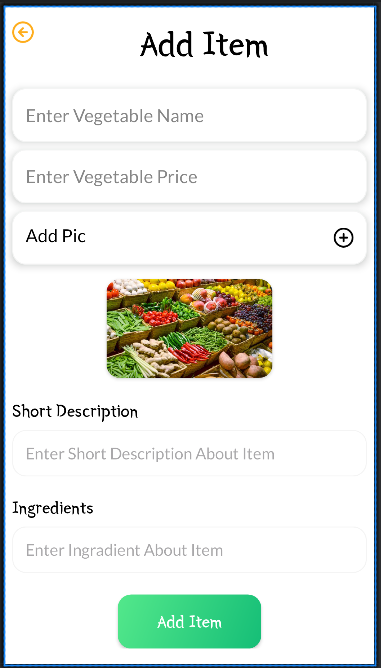 Add Item
Enter Vegetable Name
Enter Vegetable Price
Add Pic
Short Description
Enter Short Description About Item
Ingredients
Enter Ingradient About Item
Add Item